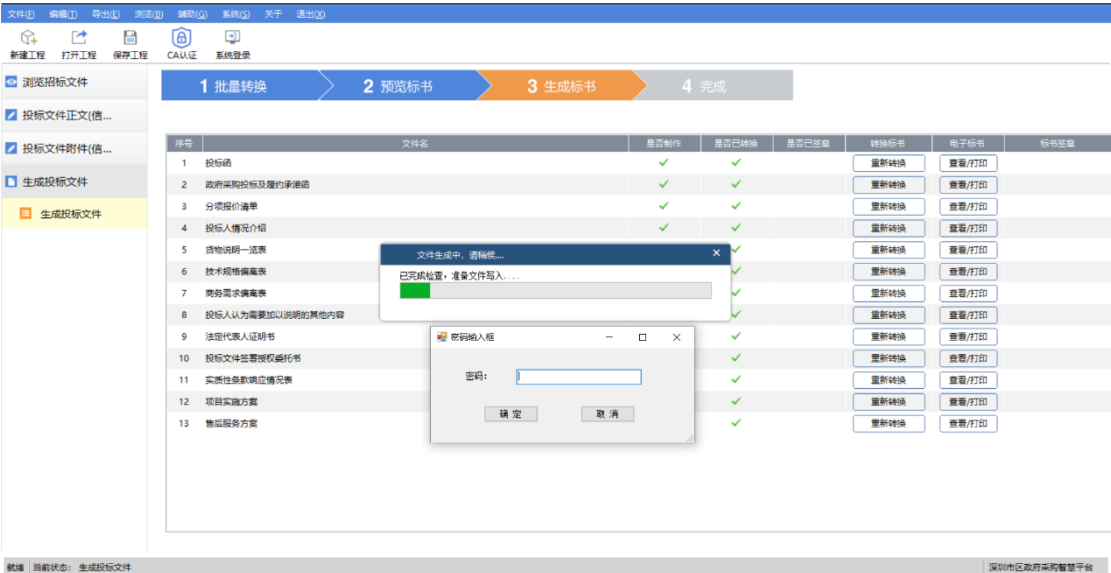 文件(F) 编辑(I) 导出(E) 浏览(B) 辅助(G) 系统(S) 关于 退出(X)
新建工程 打开工程 保存工程 CA认证 系统登录
浏览招标文件
投标文件正文(信...
投标文件附件(信...
生成投标文件
生成投标文件
1 批量转换 2 预览标书 3 生成标书 4 完成
序号 文件名 是否制作 是否已转换 是否已签章 转换标书 电子标书 标书签章
1 投标函 重新转换 查看/打印
2 政府采购投标及履约承诺函 重新转换 查看/打印
3 分项报价清单 重新转换 查看/打印
4 投标人情况介绍 重新转换 查看/打印
5 货物说明一览表 重新转换 查看/打印
6 技术规格偏离表 重新转换 查看/打印
7 商务需求偏离表 重新转换 查看/打印
8 投标人认为需要加以说明的其他内容 重新转换 查看/打印
9 法定代表人证明书 重新转换 查看/打印
10 投标文件签署授权委托书 重新转换 查看/打印
11 实质性条款响应情况表 重新转换 查看/打印
12 项目实施方案 重新转换 查看/打印
13 售后服务方案 重新转换 查看/打印
文件生成中，请稍候....
已完成检查，准备文件写入....
密码输入框
密码：
确定 取消
就绪 当前状态： 生成投标文件 深圳市区政府采购智慧平台